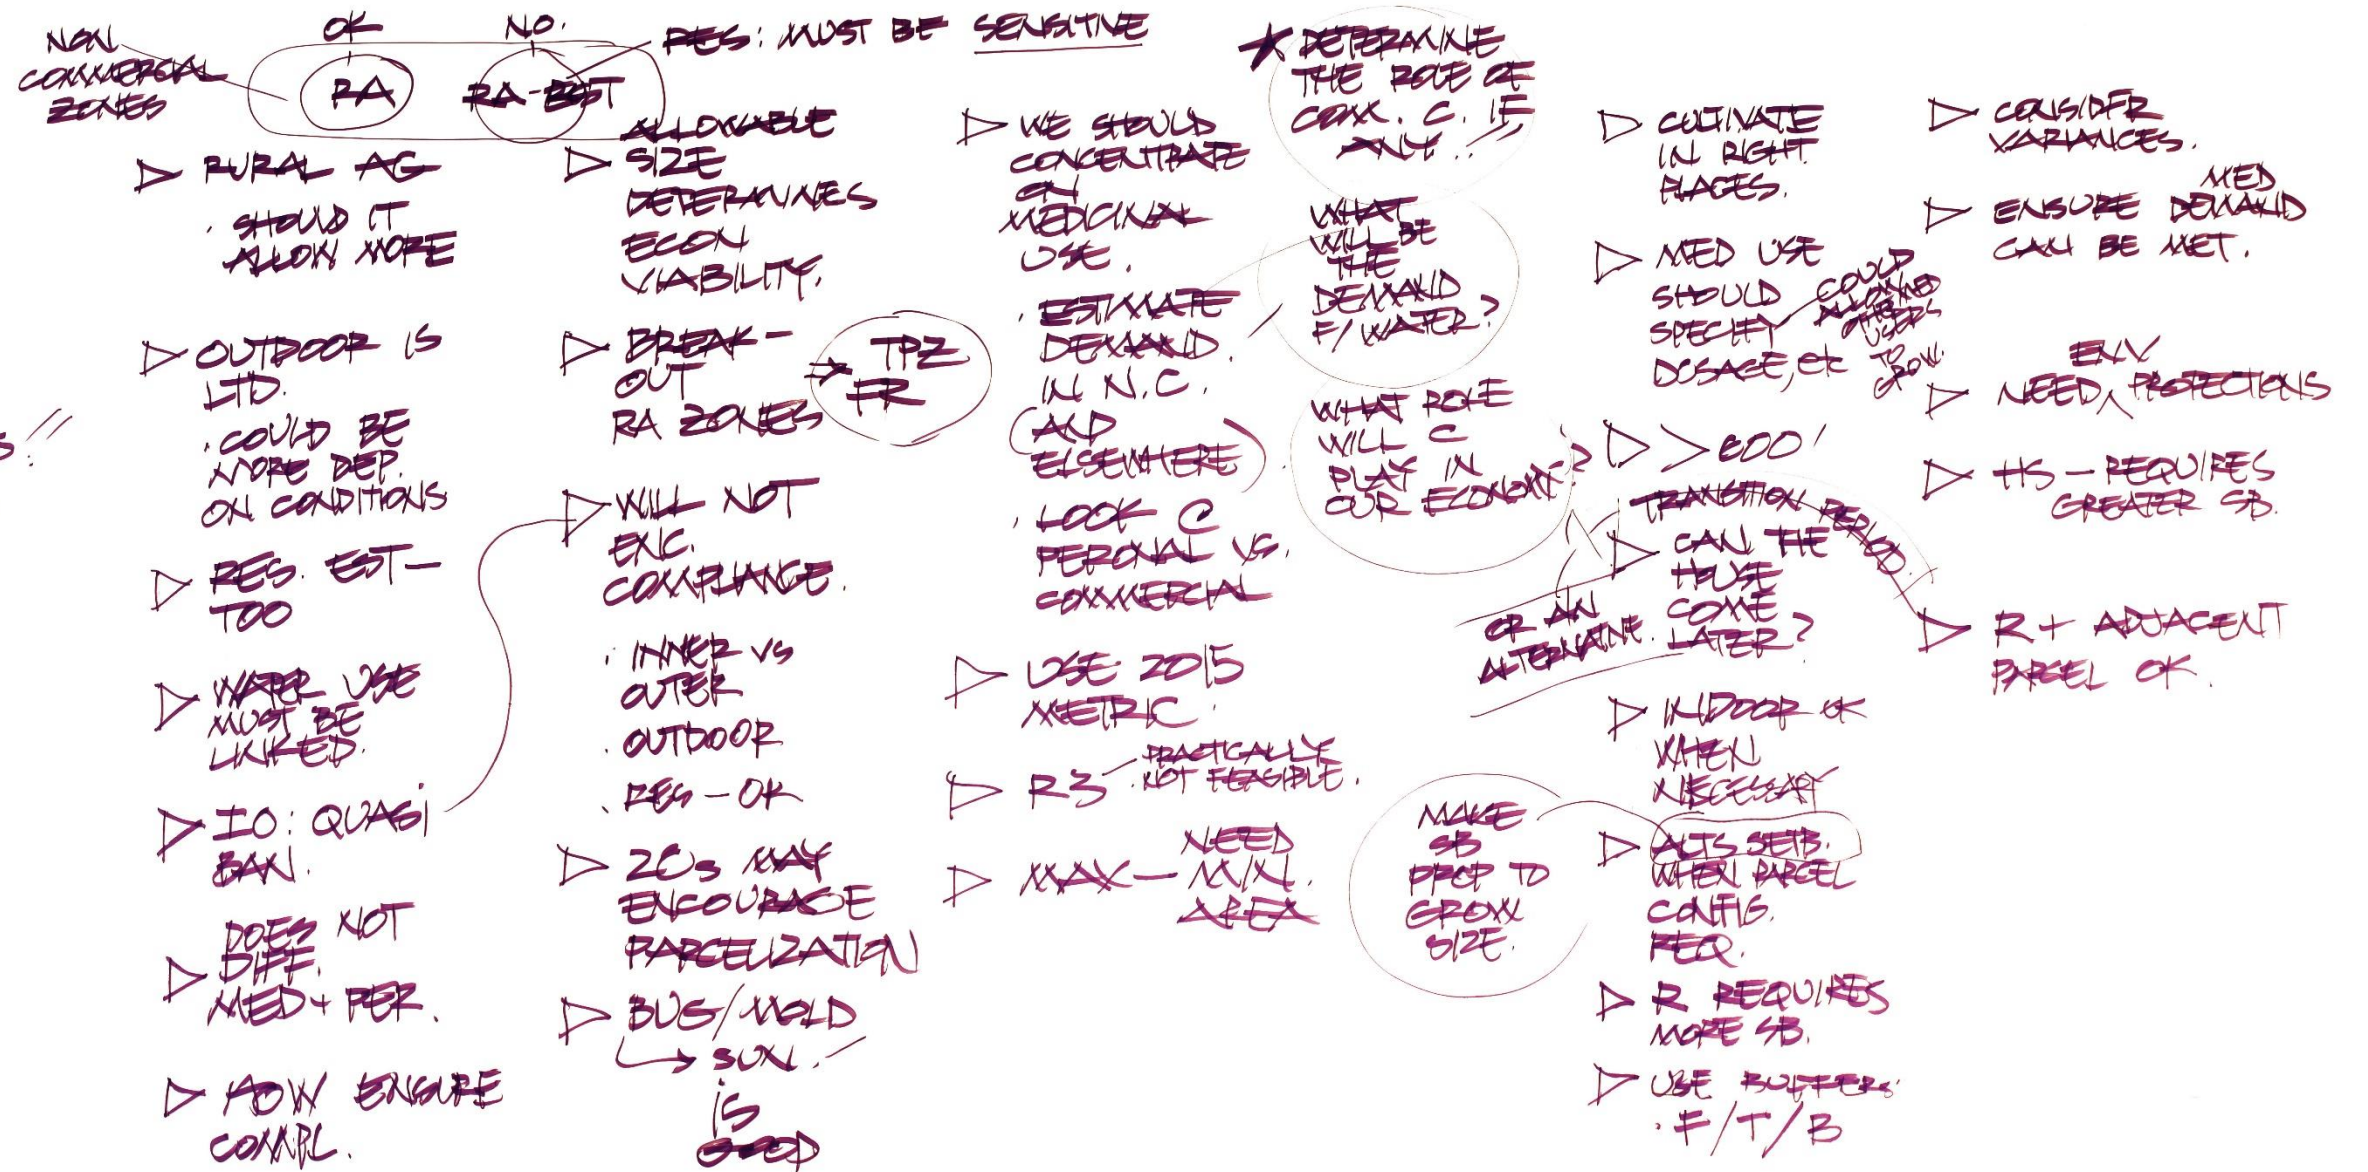 NON
COMMERCIAL
ZONES
OK
RA
NO.
RA-EST
RES: MUST BE SENSITIVE
▷ RURAL AG
. SHOULD IT
ALLOW MORE
▷ OUTDOOR IS
LTD.
. COULD BE
MORE DEP.
ON CONDITIONS
▷ RES. EST-
TOO
▷ WATER USE
MUST BE
LINKED.
▷ IO: QUASI
BAN.
▷ DOES NOT
DIFF.
MED + PER.
▷ HOW ENSURE
COMPL.
ALLOWABLE
▷ SIZE
DETERMINES
ECON
VIABILITY.
▷ BREAK-
OUT
RA ZONES
⇒ TPZ
FR
▷ WILL NOT
ENC.
COMPLIANCE.
. INNER VS
OUTER
. OUTDOOR
. RES-OK
▷ ZCs MAY
ENCOURAGE
PARCELIZATION
▷ BUG/MOLD
→ SUN.
is
GOOD
▷ WE SHOULD
CONCENTRATE
ON
MEDICINAL
USE.
. ESTIMATE
DEMAND.
IN N.C.
(AND
ELSEWHERE)
. LOOK @
PERONAL VS.
COMMERCIAL
▷ USE 2015
METRIC.
▷ R3 - PRACTICALLY
NOT FEASIBLE.
▷ MAX - NEED
MIN.
AREA
★ DETERMINE
THE ROLE OF
COM. C. IF
ANY..
WHAT
WILL BE
THE
DEMAND
F/WATER?
WHAT ROLE
WILL C
PLAY IN
OUR ECONOMY?
OR AN
ALTERNATIVE.
MAKE
SB
PROP TO
GROW
SIZE.
▷ CULTIVATE
IN RIGHT
PLACES.
▷ MED USE
SHOULD
SPECIFY
DOSAGE, etc
COULD
ALLOWED
OTHER
USERS
TO
GROW.
▷ > 600'
TRANSITION PERIOD.
▷ CAN THE
HOUSE
COME
LATER?
▷ INDOOR OK
WHEN
NECESSARY
▷ ALTS SETB.
WHEN PARCEL
CONFIG.
REQ.
▷ R REQUIRES
MORE SB.
▷ USE BUFFERS
. F/T/B
▷ CONSIDER
VARIANCES.
MED
▷ ENSURE DEMAND
CAN BE MET.
ENV
▷ NEED ^ PROTECTIONS
▷ HS - REQUIRES
GREATER SB.
▷ R + ADJACENT
PARCEL OK.